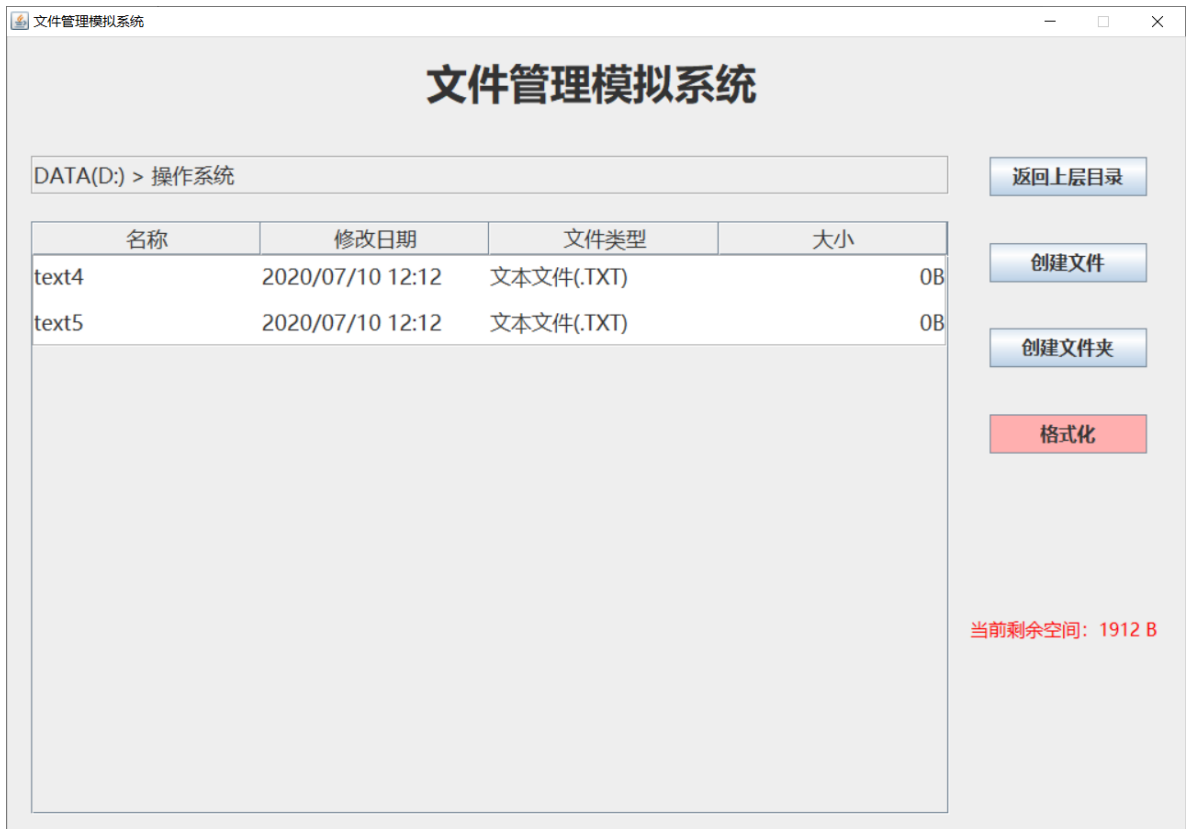 文件管理模拟系统
文件管理模拟系统
DATA(D:) > 操作系统
返回上层目录
名称 修改日期 文件类型 大小
创建文件
text4 2020/07/10 12:12 文本文件(.TXT) 0B
text5 2020/07/10 12:12 文本文件(.TXT) 0B
创建文件夹
格式化
当前剩余空间：1912 B